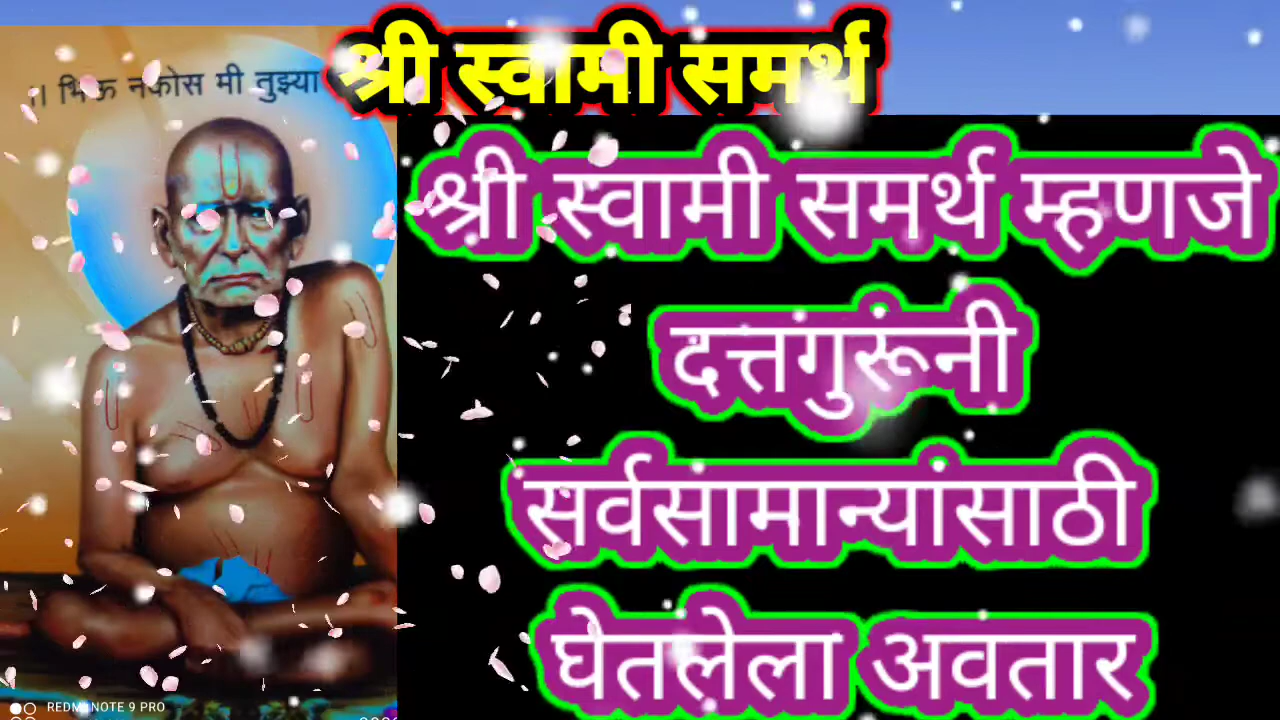 श्री स्वामी समर्थ
।। भिऊ नकोस मी तुझ्या
श्री स्वामी समर्थ म्हणजे
दत्तगुरूंनी
सर्वसामान्यांसाठी
घेतलेला अवतार
REDMI NOTE 9 PRO